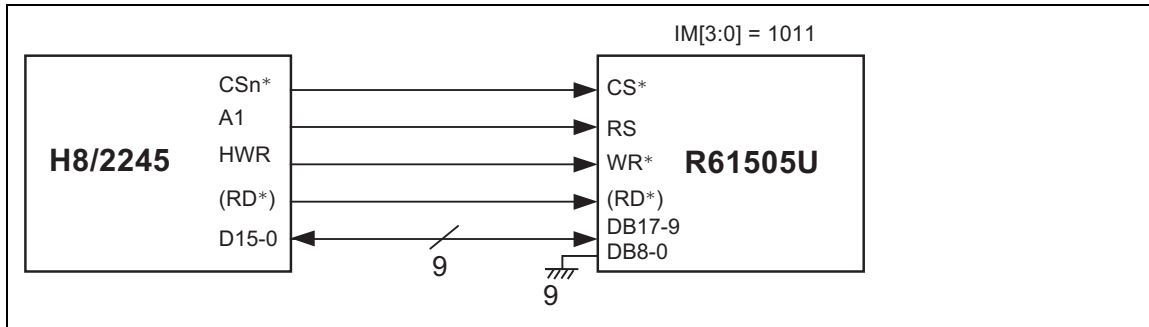 IM[3:0] = 1011
H8/2245
CSn*
A1
HWR
(RD*)
D15-0
9
9
CS*
RS
WR*
(RD*)
DB17-9
DB8-0
R61505U